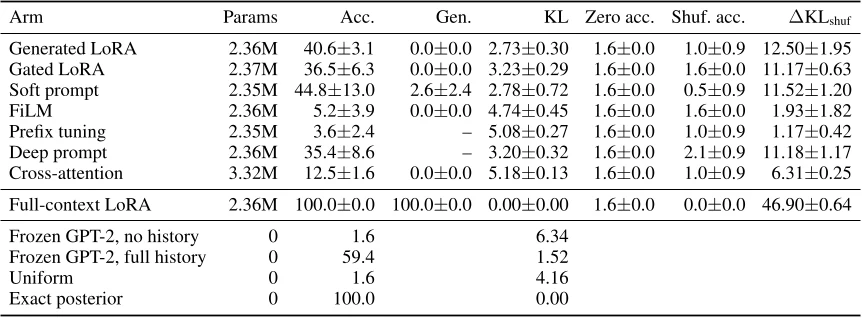 Arm Params Acc. Gen. KL Zero acc. Shuf. acc. ΔKLshuf
Generated LoRA 2.36M 40.6±3.1 0.0±0.0 2.73±0.30 1.6±0.0 1.0±0.9 12.50±1.95
Gated LoRA 2.37M 36.5±6.3 0.0±0.0 3.23±0.29 1.6±0.0 1.6±0.0 11.17±0.63
Soft prompt 2.35M 44.8±13.0 2.6±2.4 2.78±0.72 1.6±0.0 0.5±0.9 11.52±1.20
FiLM 2.36M 5.2±3.9 0.0±0.0 4.74±0.45 1.6±0.0 1.6±0.0 1.93±1.82
Prefix tuning 2.35M 3.6±2.4 – 5.08±0.27 1.6±0.0 1.0±0.9 1.17±0.42
Deep prompt 2.36M 35.4±8.6 – 3.20±0.32 1.6±0.0 2.1±0.9 11.18±1.17
Cross-attention 3.32M 12.5±1.6 0.0±0.0 5.18±0.13 1.6±0.0 1.0±0.9 6.31±0.25
Full-context LoRA 2.36M 100.0±0.0 100.0±0.0 0.00±0.00 1.6±0.0 0.0±0.0 46.90±0.64
Frozen GPT-2, no history 0 1.6 6.34
Frozen GPT-2, full history 0 59.4 1.52
Uniform 0 1.6 4.16
Exact posterior 0 100.0 0.00